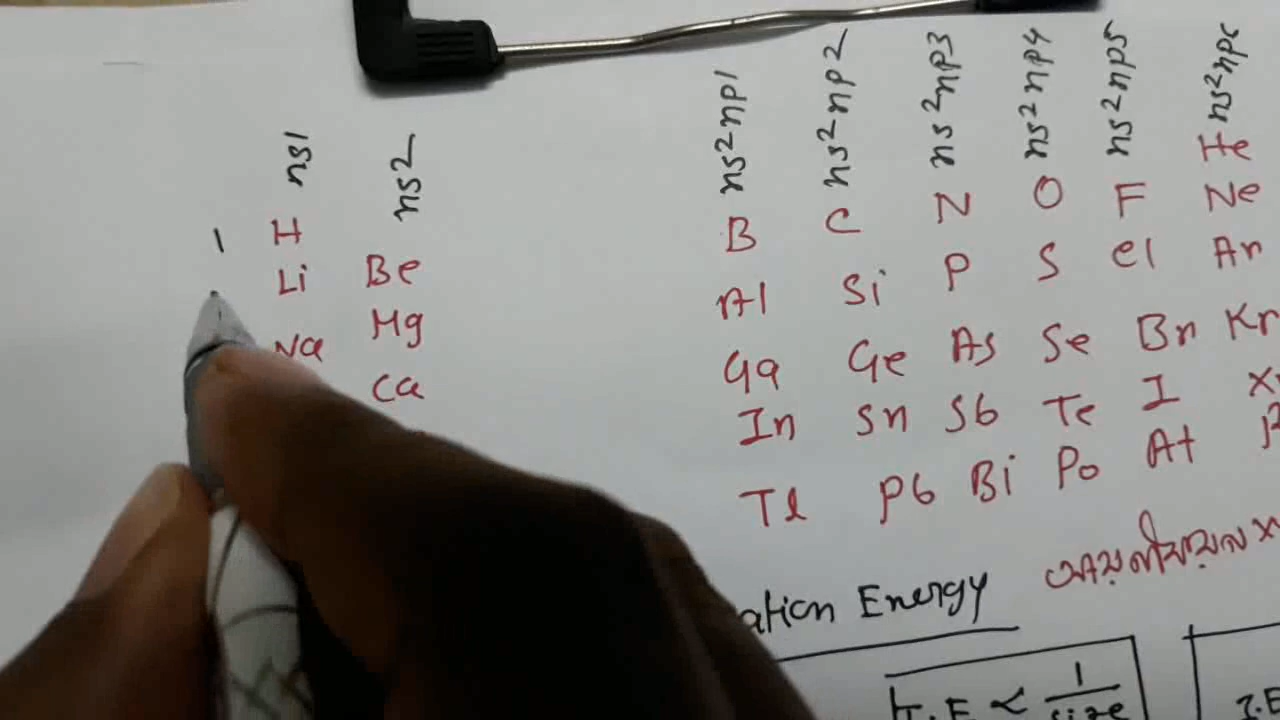 ns1 ns2 ns2np1 ns2np2 ns2np3 ns2np4 ns2np5 ns2np6
He
1 H B C N O F Ne
Li Be Al Si P S Cl Ar
Na Mg Ga Ge As Se Br Kr
Ca In Sn Sb Te I
Tl Pb Bi Po At
ation Energy
I.E ∝ 1/size I.E